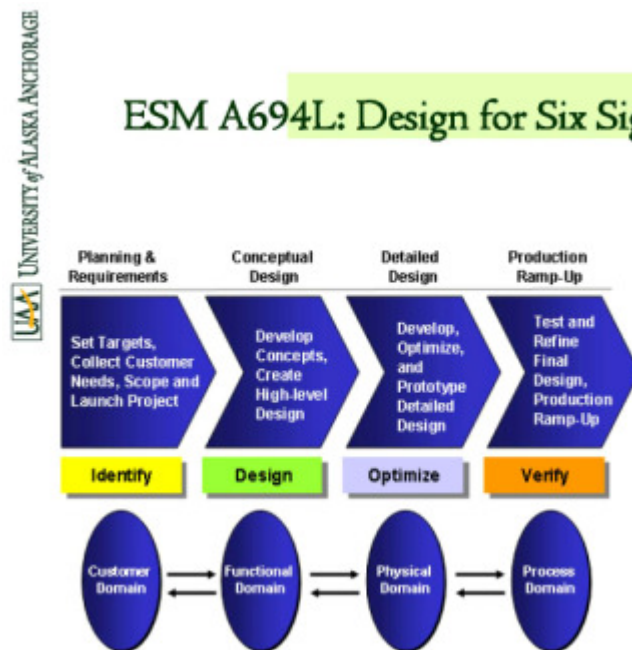 UAA UNIVERSITY of ALASKA ANCHORAGE
ESM A694L: Design for Six Sig
Planning &
Requirements
Conceptual
Design
Detailed
Design
Production
Ramp-Up
Set Targets,
Collect Customer
Needs, Scope and
Launch Project
Develop
Concepts,
Create
High-level
Design
Develop,
Optimize,
and
Prototype
Detailed
Design
Test and
Refine
Final
Design,
Production
Ramp-Up
Identify
Design
Optimize
Verify
Customer
Domain
Functional
Domain
Physical
Domain
Process
Domain